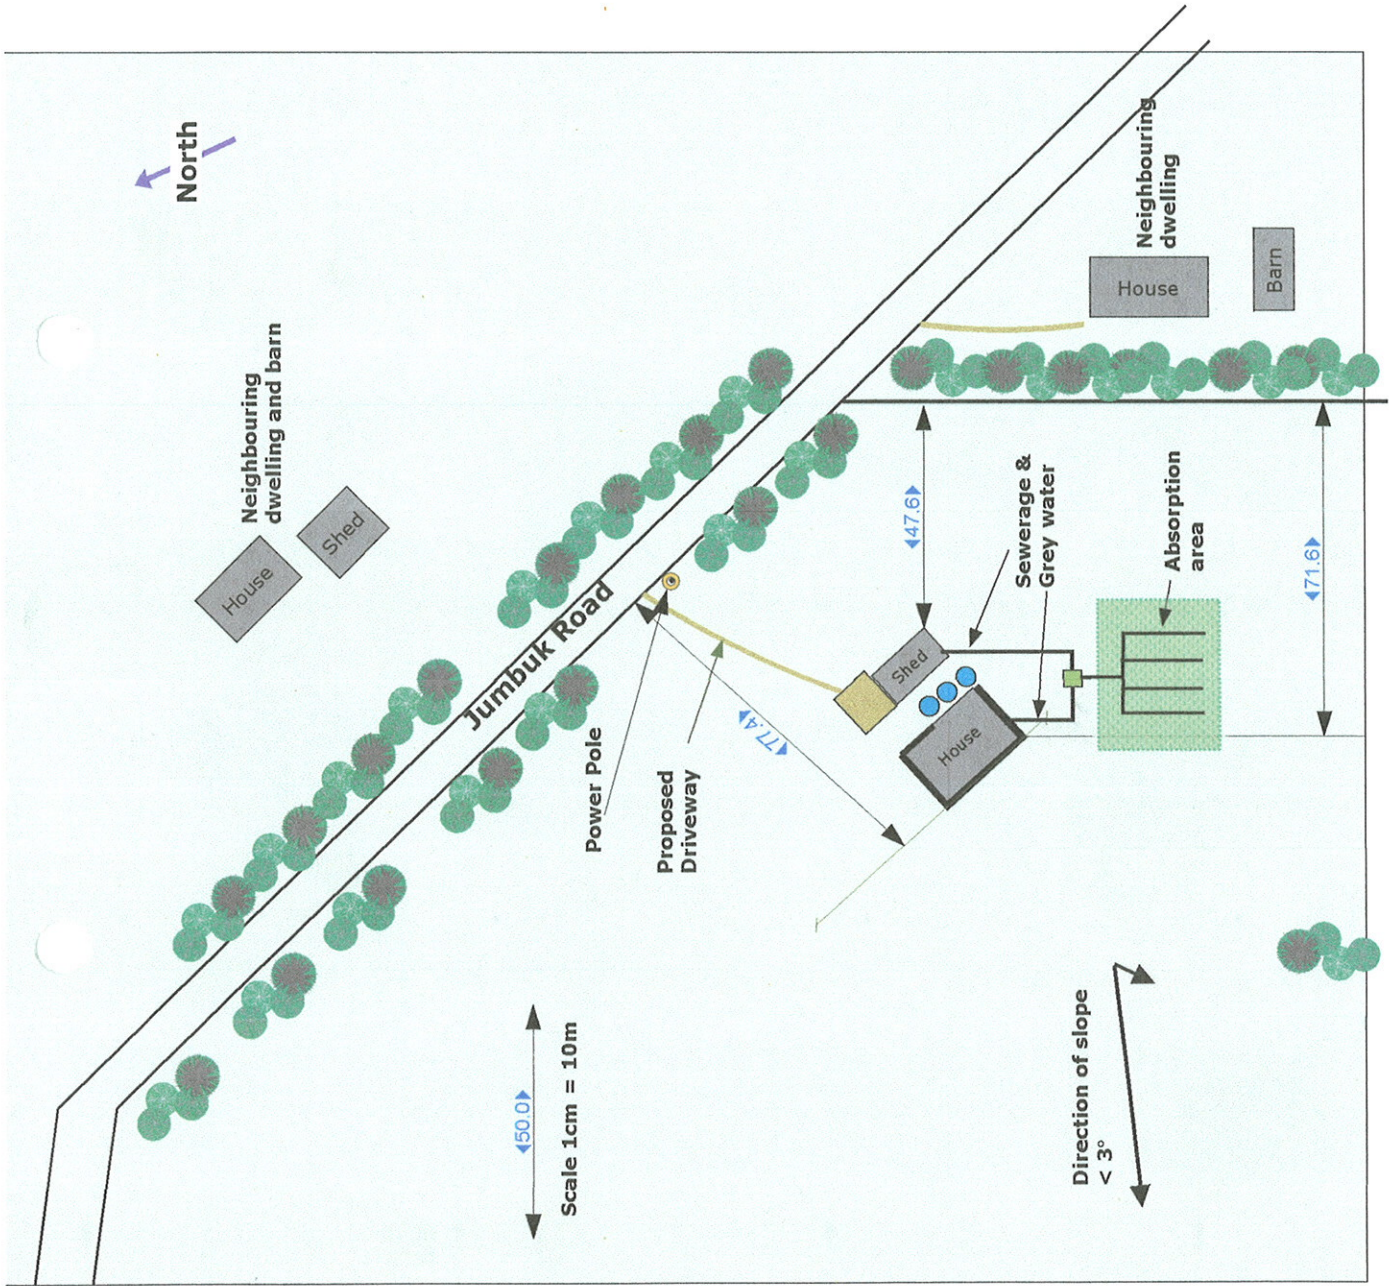 North
Neighbouring
dwelling and barn
House
Shed
Neighbouring
dwelling
House
Barn
Jumbuk Road
Power Pole
Proposed
Driveway
77.4
47.6
Shed
House
Sewerage &
Grey water
Absorption
area
71.6
50.0
Scale 1cm = 10m
Direction of slope
< 3°